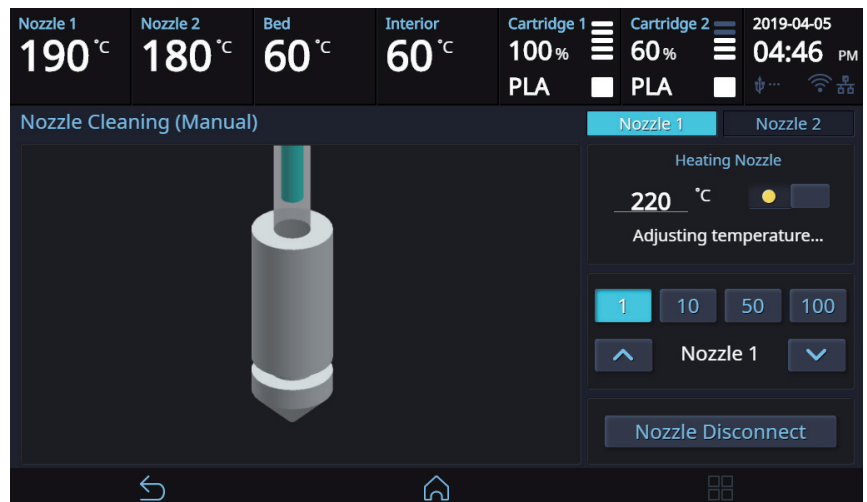 Nozzle 1 Nozzle 2 Bed Interior Cartridge 1 Cartridge 2 2019-04-05
190 °C 180 °C 60 °C 60 °C 100 % 60 % 04:46 PM
PLA PLA
Nozzle Cleaning (Manual) Nozzle 1 Nozzle 2
Heating Nozzle
220 °C
Adjusting temperature...
1 10 50 100
Nozzle 1
Nozzle Disconnect